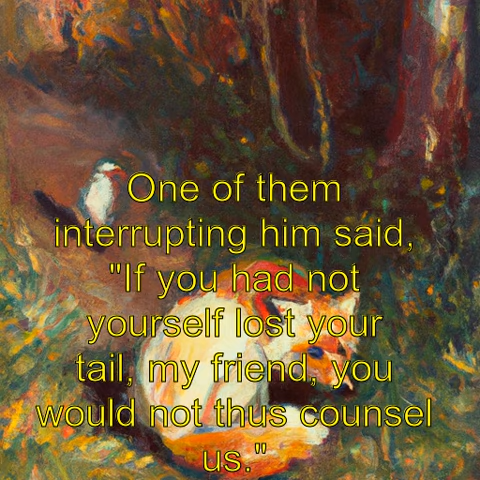 One of them
interrupting him said,
"If you had not
yourself lost your
tail, my friend, you
would not thus counsel
us."